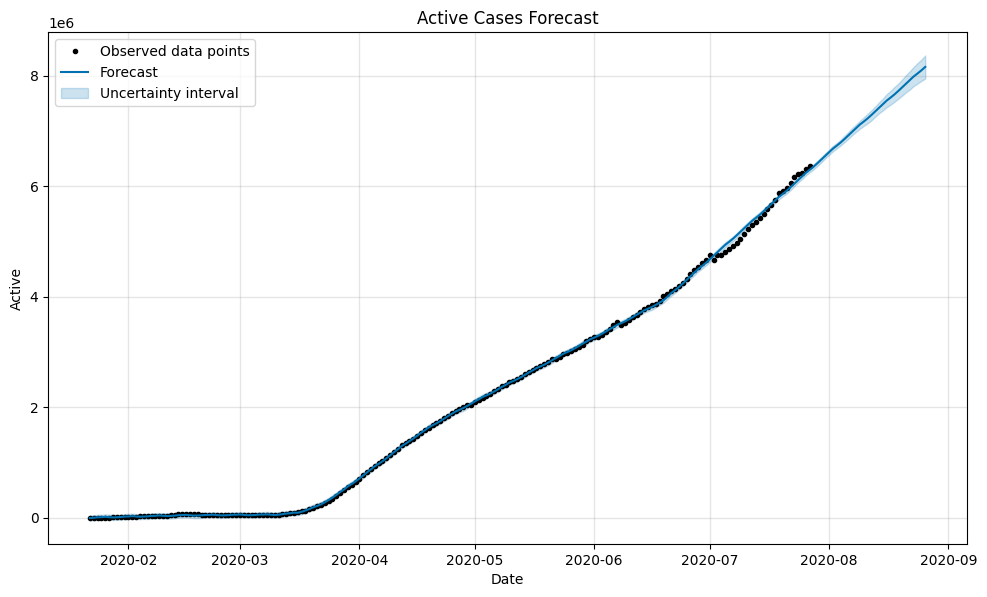 Active Cases Forecast
1e6
Observed data points
Forecast
Uncertainty interval
8
6
4
2
0
Active
2020-02 2020-03 2020-04 2020-05 2020-06 2020-07 2020-08 2020-09
Date